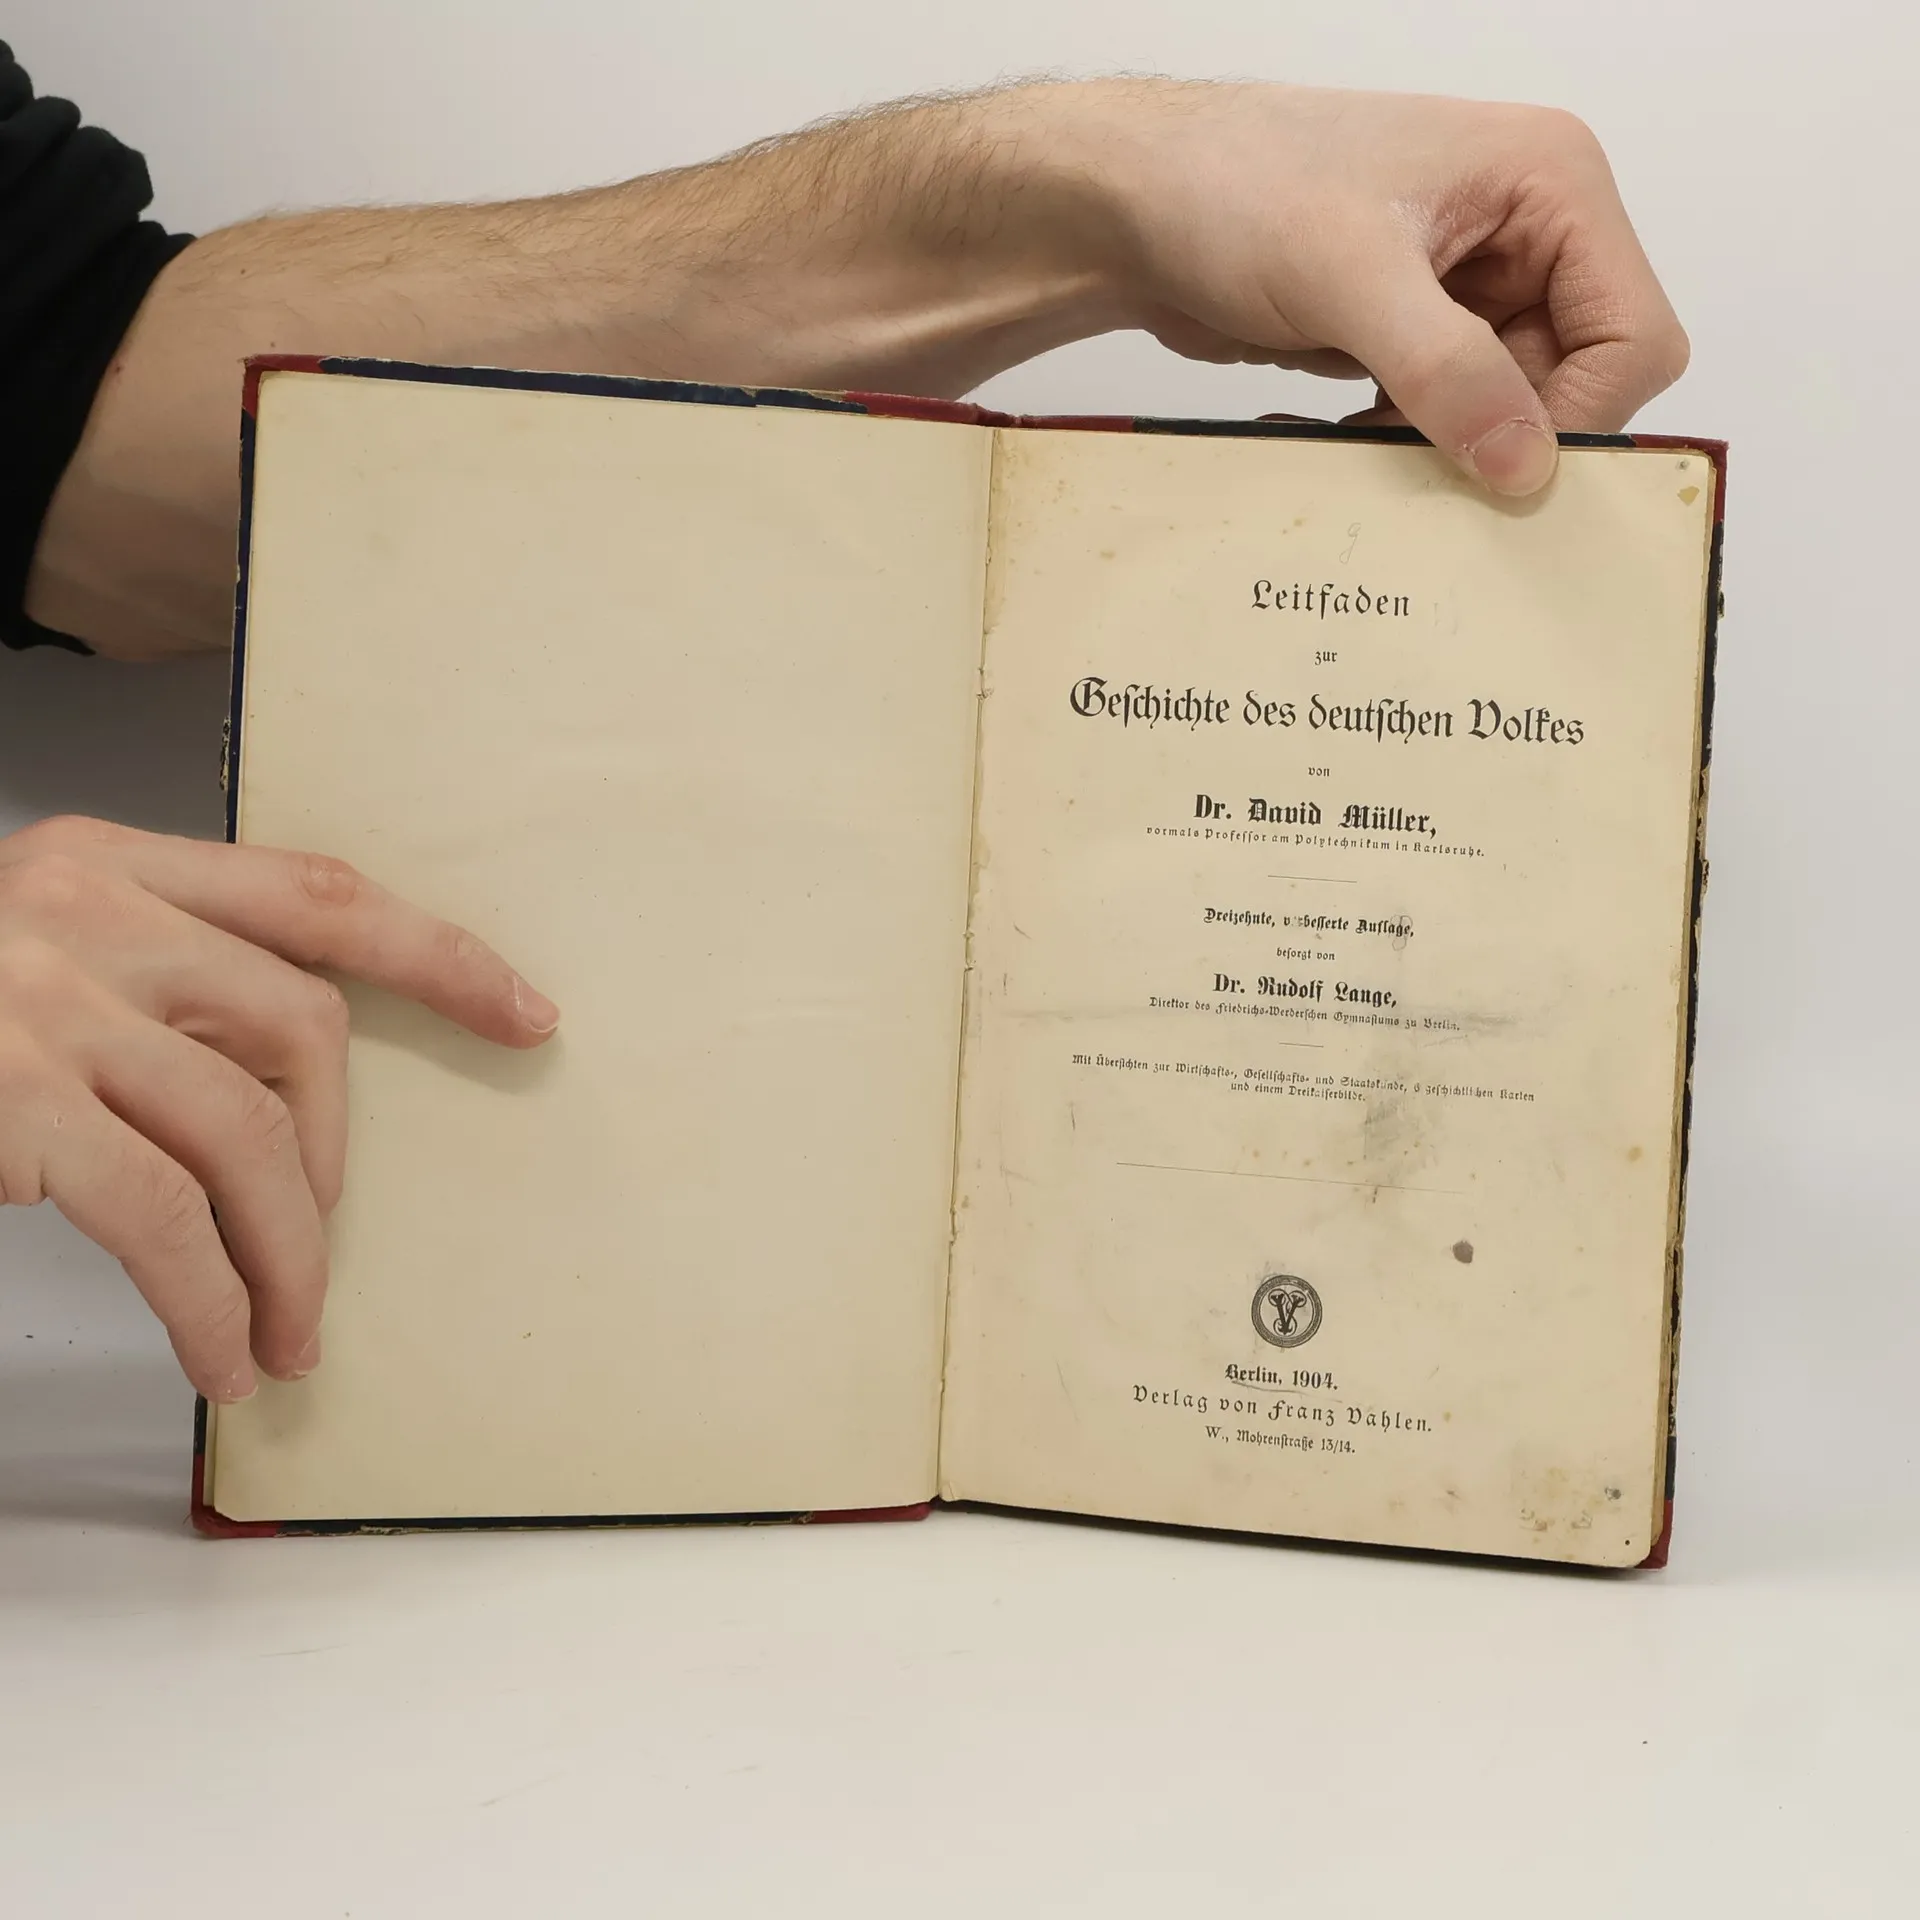 Leitfaden
zur
Geſchichte des deutſchen Volkes
von
Dr. David Müller,
vormals Profeſſor am Polytechnikum in Karlsruhe.
Dreizehnte, verbeſſerte Auflage,
beſorgt von
Dr. Rudolf Lange,
Direktor des Friedrichs-Werderſchen Gymnaſiums zu Berlin.
Mit Überſichten zur Wirtſchafts-, Geſellſchafts- und Staatskunde, 6 geſchichtlichen Karten
und einem Dreikaiſerbilde.
V
Berlin, 1904.
Verlag von Franz Vahlen.
W., Mohrenſtraße 13/14.